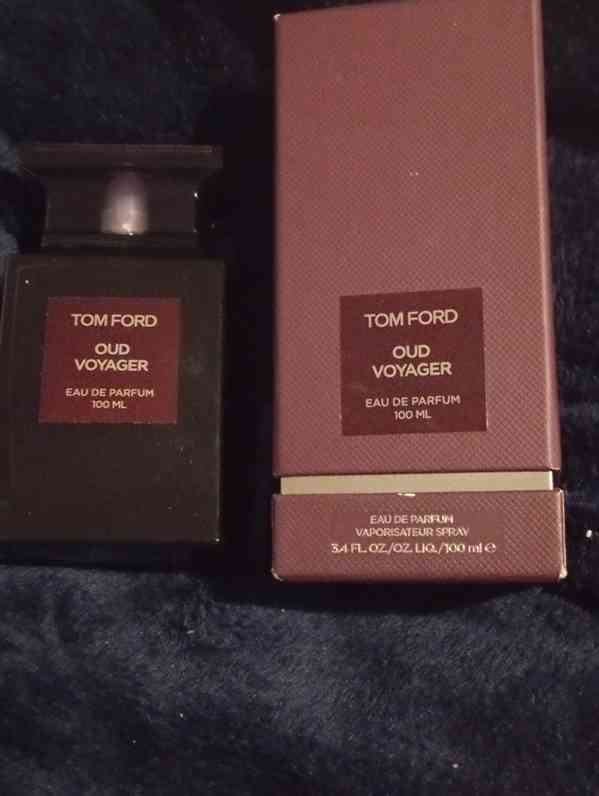 TOM FORD
OUD
VOYAGER
EAU DE PARFUM
100 ML
TOM FORD
OUD
VOYAGER
EAU DE PARFUM
100 ML
EAU DE PARFUM
VAPORISATEUR SPRAY
3.4 FL. OZ./OZ. LIQ./100 ml ℮